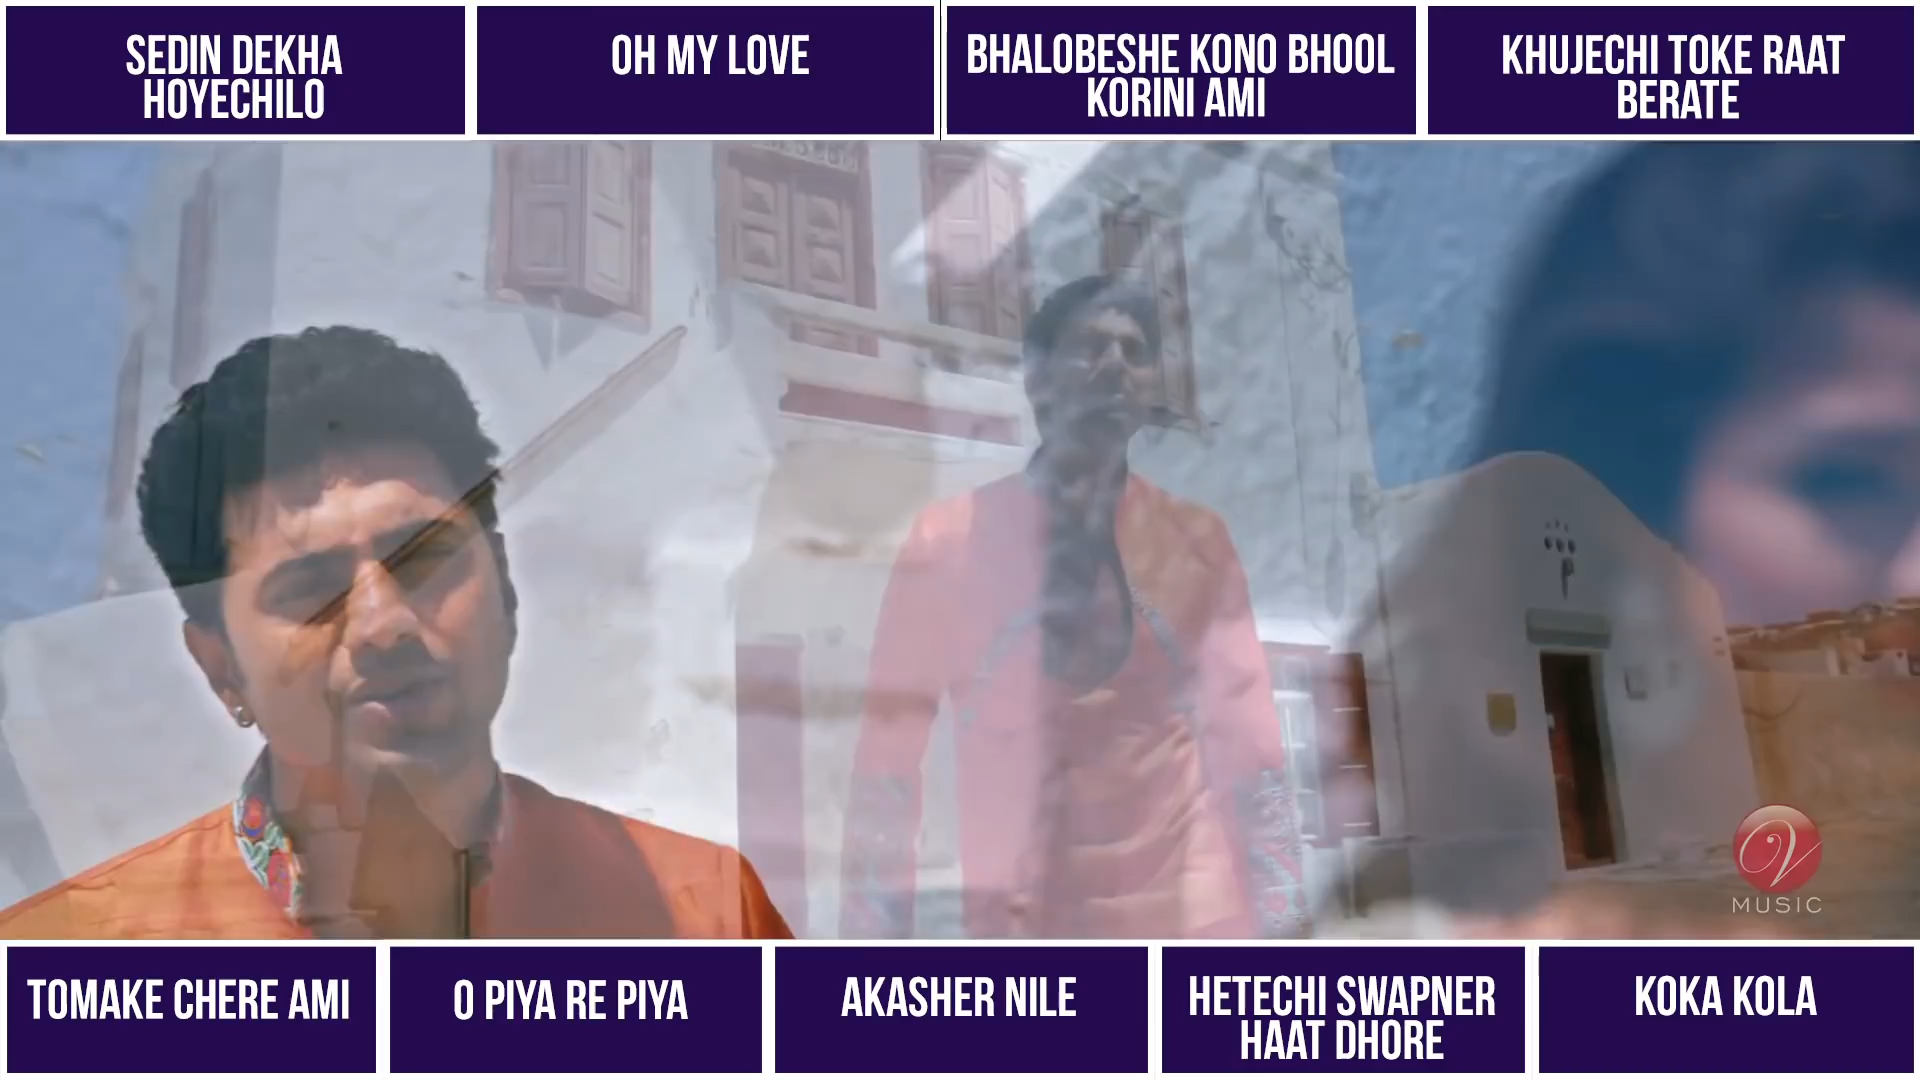 SEDIN DEKHA
HOYECHILO
OH MY LOVE
BHALOBESHE KONO BHOOL
KORINI AMI
KHUJECHI TOKE RAAT
BERATE
V
MUSIC
TOMAKE CHERE AMI
O PIYA RE PIYA
AKASHER NILE
HETECHI SWAPNER
HAAT DHORE
KOKA KOLA